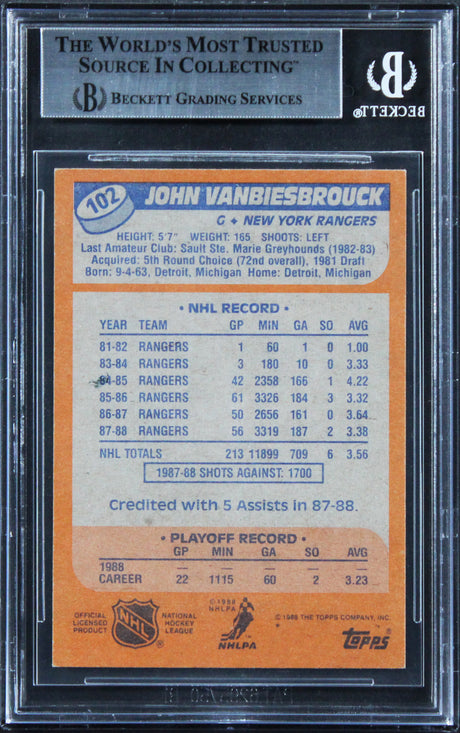 THE WORLD'S MOST TRUSTED
SOURCE IN COLLECTING™
BECKETT GRADING SERVICES
BECKETT®
102
JOHN VANBIESBROUCK
G • NEW YORK RANGERS
HEIGHT: 5'7" WEIGHT: 165 SHOOTS: LEFT
Last Amateur Club: Sault Ste. Marie Greyhounds (1982-83)
Acquired: 5th Round Choice (72nd overall), 1981 Draft
Born: 9-4-63, Detroit, Michigan Home: Detroit, Michigan
• NHL RECORD •
YEAR TEAM GP MIN GA SO AVG
81-82 RANGERS 1 60 1 0 1.00
83-84 RANGERS 3 180 10 0 3.33
84-85 RANGERS 42 2358 166 1 4.22
85-86 RANGERS 61 3326 184 3 3.32
86-87 RANGERS 50 2656 161 0 3.64
87-88 RANGERS 56 3319 187 2 3.38
NHL TOTALS 213 11899 709 6 3.56
1987-88 SHOTS AGAINST: 1700
Credited with 5 Assists in 87-88.
• PLAYOFF RECORD •
GP MIN GA SO AVG
1988 — — — — —
CAREER 22 1115 60 2 3.23
OFFICIAL
LICENSED
PRODUCT
NHL
NATIONAL
HOCKEY
LEAGUE
© 1988
NHLPA
NHLPA
© 1988 THE TOPPS COMPANY, INC.
*
TOPPS